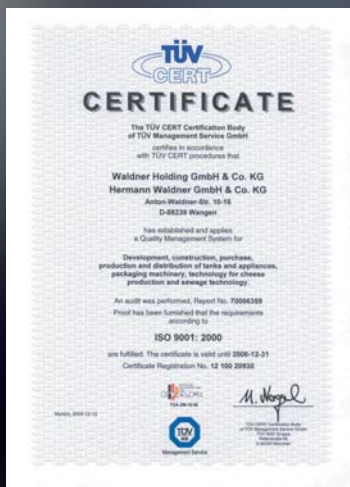 TÜV
CERT
CERTIFICATE
The TÜV CERT Certification Body
of TÜV Management Service GmbH
certifies in accordance
with TÜV CERT procedures that
Waldner Holding GmbH & Co. KG
Hermann Waldner GmbH & Co. KG
Anton-Waldner-Str. 10-16
D-88239 Wangen
has established and applies
a Quality Management System for
Development, construction, purchase,
production and distribution of tanks and appliances,
packaging machinery, technology for cheese
production and sewage technology.
An audit was performed, Report No. 70006359
Proof has been furnished that the requirements
according to
ISO 9001: 2000
are fulfilled. The certificate is valid until 2006-12-31
Certificate Registration No. 12 100 20930
TÜV
Management Service
TÜV CERT Certification Body